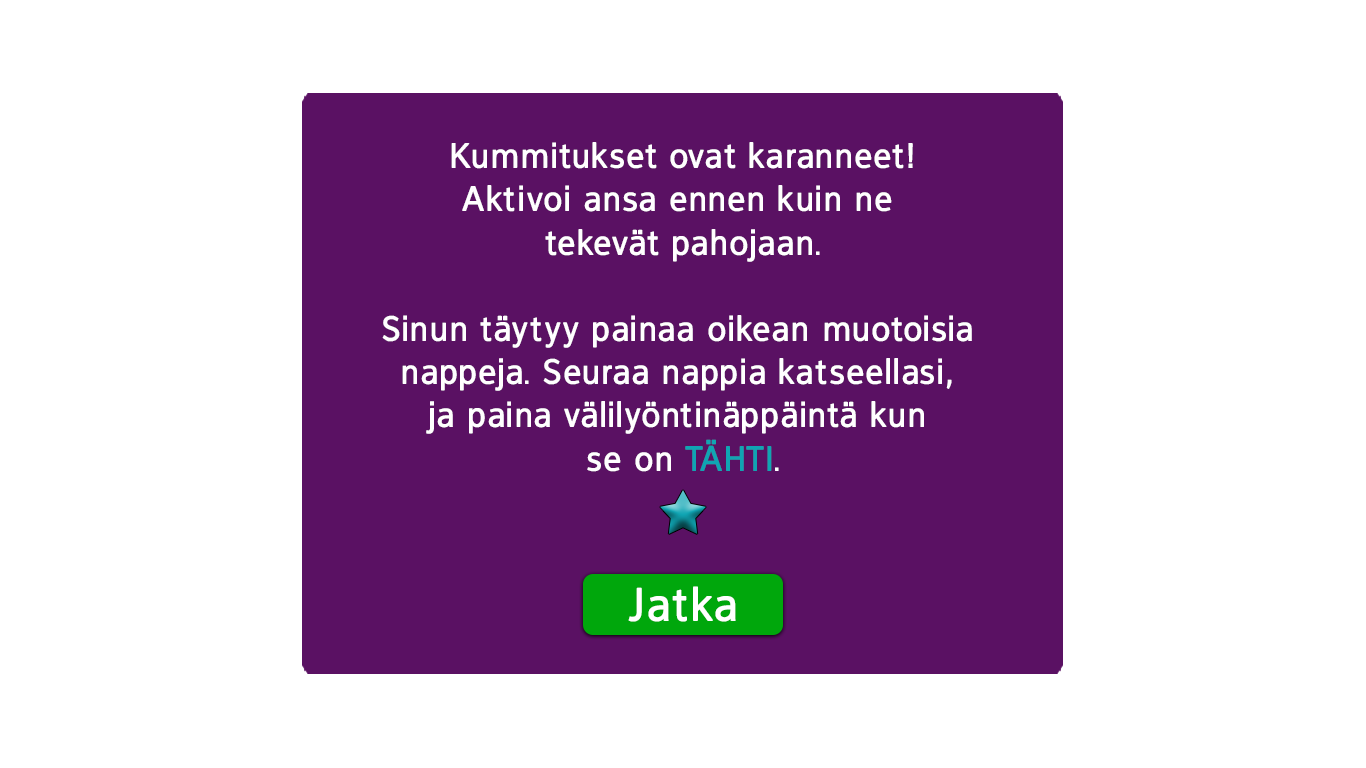 Kummitukset ovat karanneet!
Aktivoi ansa ennen kuin ne
tekevät pahojaan.
Sinun täytyy painaa oikean muotoisia
nappeja. Seuraa nappia katseellasi,
ja paina välilyöntinäppäintä kun
se on TÄHTI.
Jatka